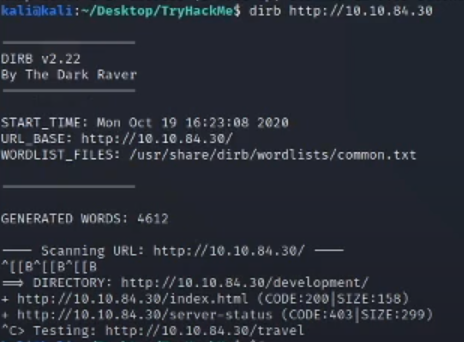 kali@kali:~/Desktop/TryHackMe$ dirb http://10.10.84.30
DIRB v2.22
By The Dark Raver
START_TIME: Mon Oct 19 16:23:08 2020
URL_BASE: http://10.10.84.30/
WORDLIST_FILES: /usr/share/dirb/wordlists/common.txt
GENERATED WORDS: 4612
---- Scanning URL: http://10.10.84.30/ ----
^[[B^[[B^[[B
==> DIRECTORY: http://10.10.84.30/development/
+ http://10.10.84.30/index.html (CODE:200|SIZE:158)
+ http://10.10.84.30/server-status (CODE:403|SIZE:299)
^C> Testing: http://10.10.84.30/travel